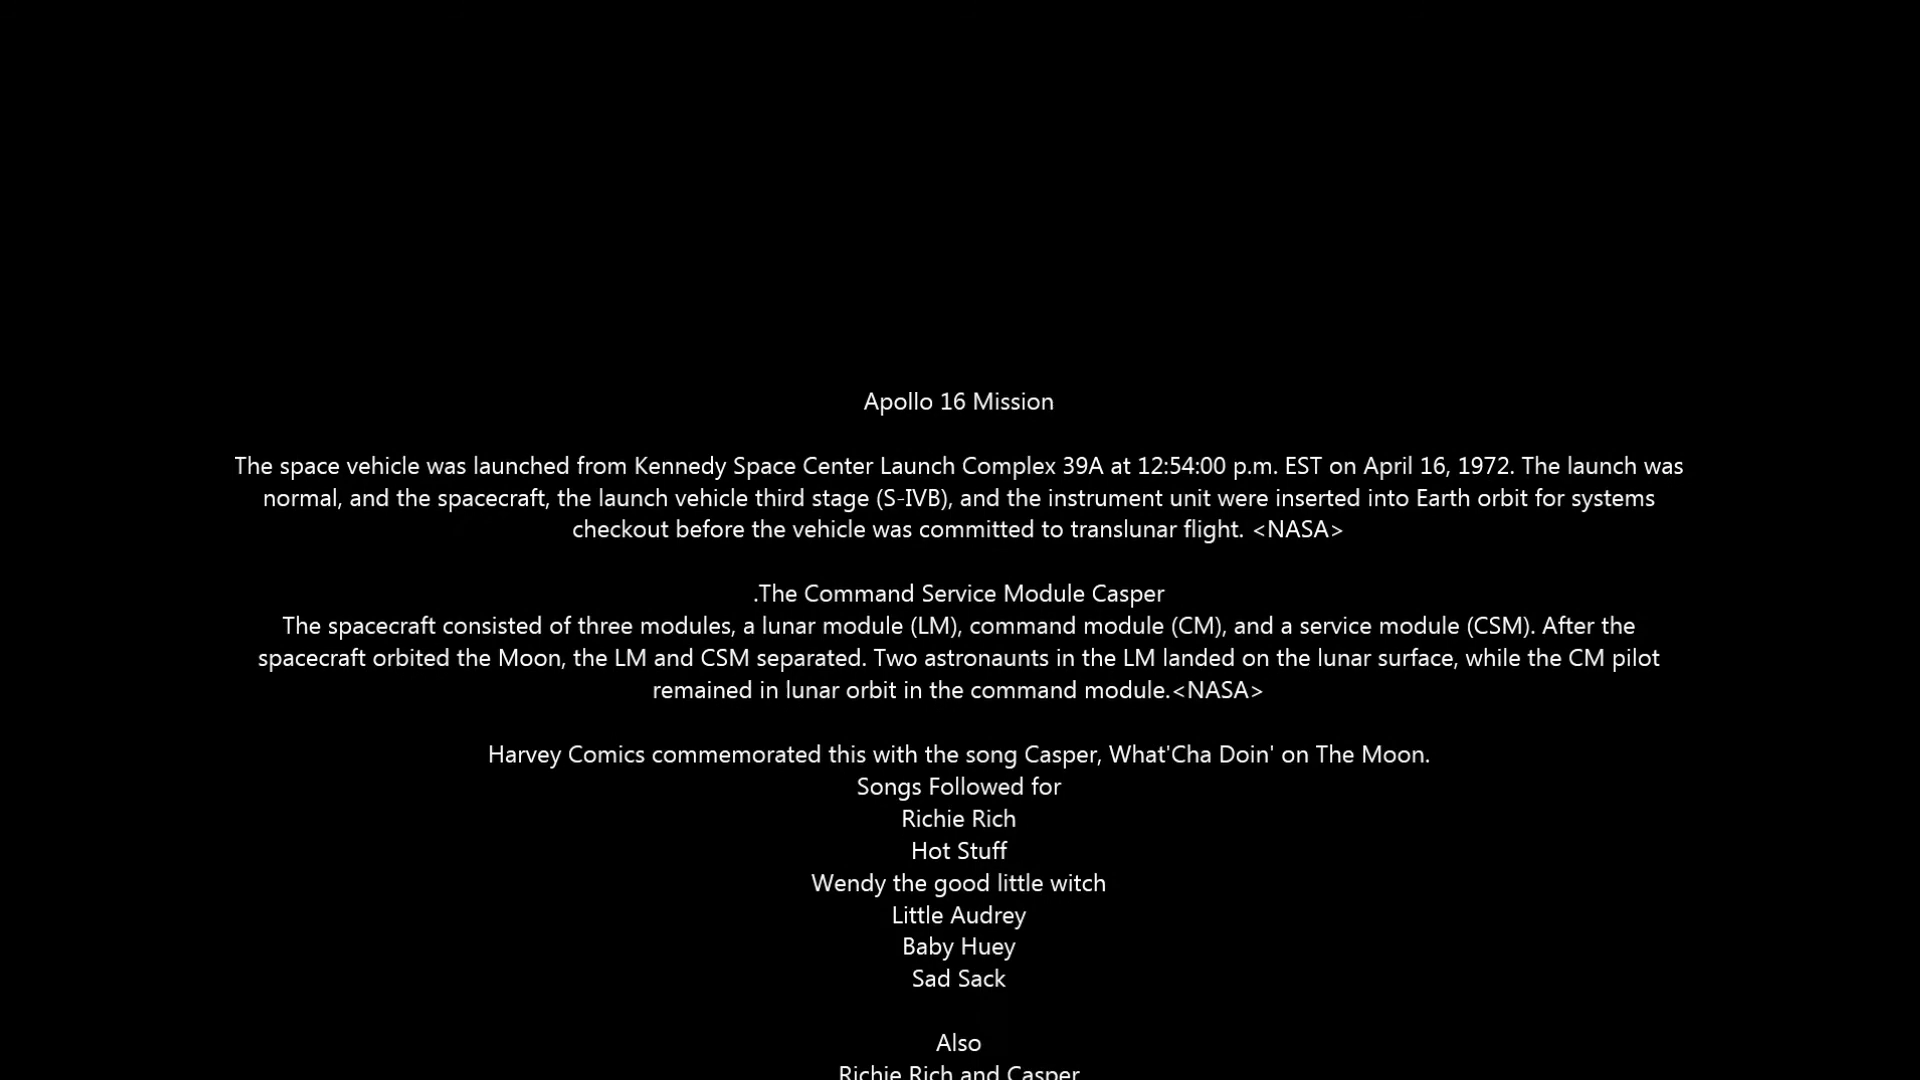 Apollo 16 Mission
The space vehicle was launched from Kennedy Space Center Launch Complex 39A at 12:54:00 p.m. EST on April 16, 1972. The launch was
normal, and the spacecraft, the launch vehicle third stage (S-IVB), and the instrument unit were inserted into Earth orbit for systems
checkout before the vehicle was committed to translunar flight. <NASA>
.The Command Service Module Casper
The spacecraft consisted of three modules, a lunar module (LM), command module (CM), and a service module (CSM). After the
spacecraft orbited the Moon, the LM and CSM separated. Two astronaunts in the LM landed on the lunar surface, while the CM pilot
remained in lunar orbit in the command module.<NASA>
Harvey Comics commemorated this with the song Casper, What'Cha Doin' on The Moon.
Songs Followed for
Richie Rich
Hot Stuff
Wendy the good little witch
Little Audrey
Baby Huey
Sad Sack
Also
Richie Rich and Casper